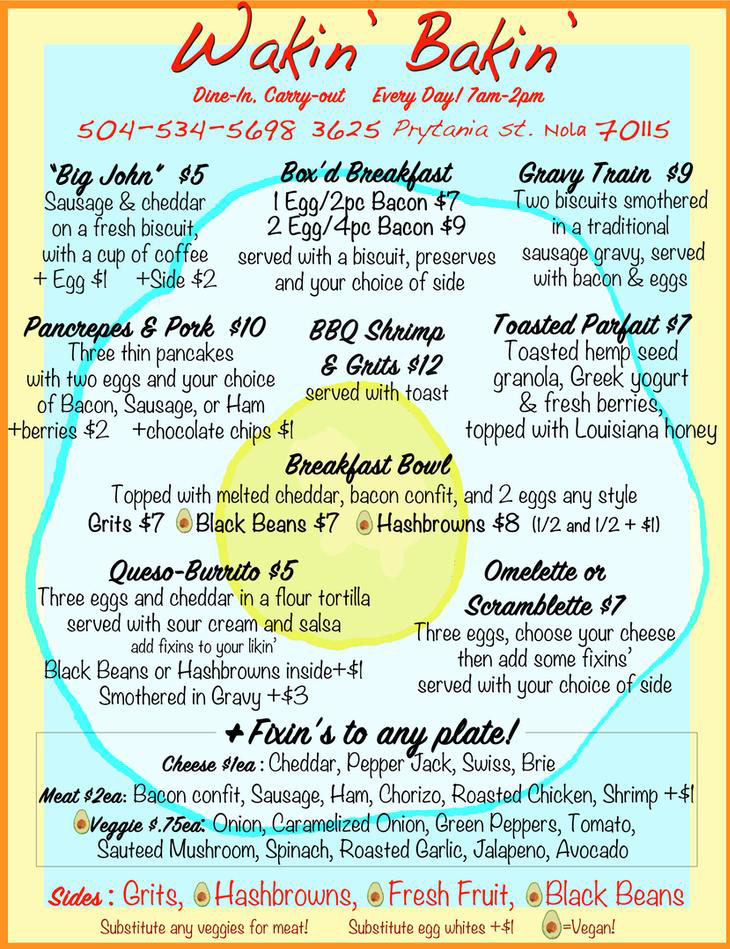 Wakin' Bakin'
Dine-In, Carry-out Every Day! 7am-2pm
504-534-5698 3625 Prytania st. Nola 70115
"Big John" $5
Sausage & cheddar
on a fresh biscuit,
with a cup of coffee
+ Egg $1 +Side $2
Box'd Breakfast
1 Egg/2pc Bacon $7
2 Egg/4pc Bacon $9
served with a biscuit, preserves
and your choice of side
Gravy Train $9
Two biscuits smothered
in a traditional
sausage gravy, served
with bacon & eggs
Pancrepes & Pork $10
Three thin pancakes
with two eggs and your choice
of Bacon, Sausage, or Ham
+berries $2 +chocolate chips $1
BBQ Shrimp
& Grits $12
served with toast
Toasted Parfait $7
Toasted hemp seed
granola, Greek yogurt
& fresh berries,
topped with Louisiana honey
Breakfast Bowl
Topped with melted cheddar, bacon confit, and 2 eggs any style
Grits $7 Black Beans $7 Hashbrowns $8 (1/2 and 1/2 + $1)
Queso-Burrito $5
Three eggs and cheddar in a flour tortilla
served with sour cream and salsa
add fixins to your likin'
Black Beans or Hashbrowns inside+$1
Smothered in Gravy +$3
Omelette or
Scramblette $7
Three eggs, choose your cheese
then add some fixins'
served with your choice of side
+ Fixin's to any plate!
Cheese $1ea : Cheddar, Pepper Jack, Swiss, Brie
Meat $2ea: Bacon confit, Sausage, Ham, Chorizo, Roasted Chicken, Shrimp +$1
Veggie $.75ea: Onion, Caramelized Onion, Green Peppers, Tomato,
Sauteed Mushroom, Spinach, Roasted Garlic, Jalapeno, Avocado
Sides : Grits, Hashbrowns, Fresh Fruit, Black Beans
Substitute any veggies for meat! Substitute egg whites +$1 =Vegan!